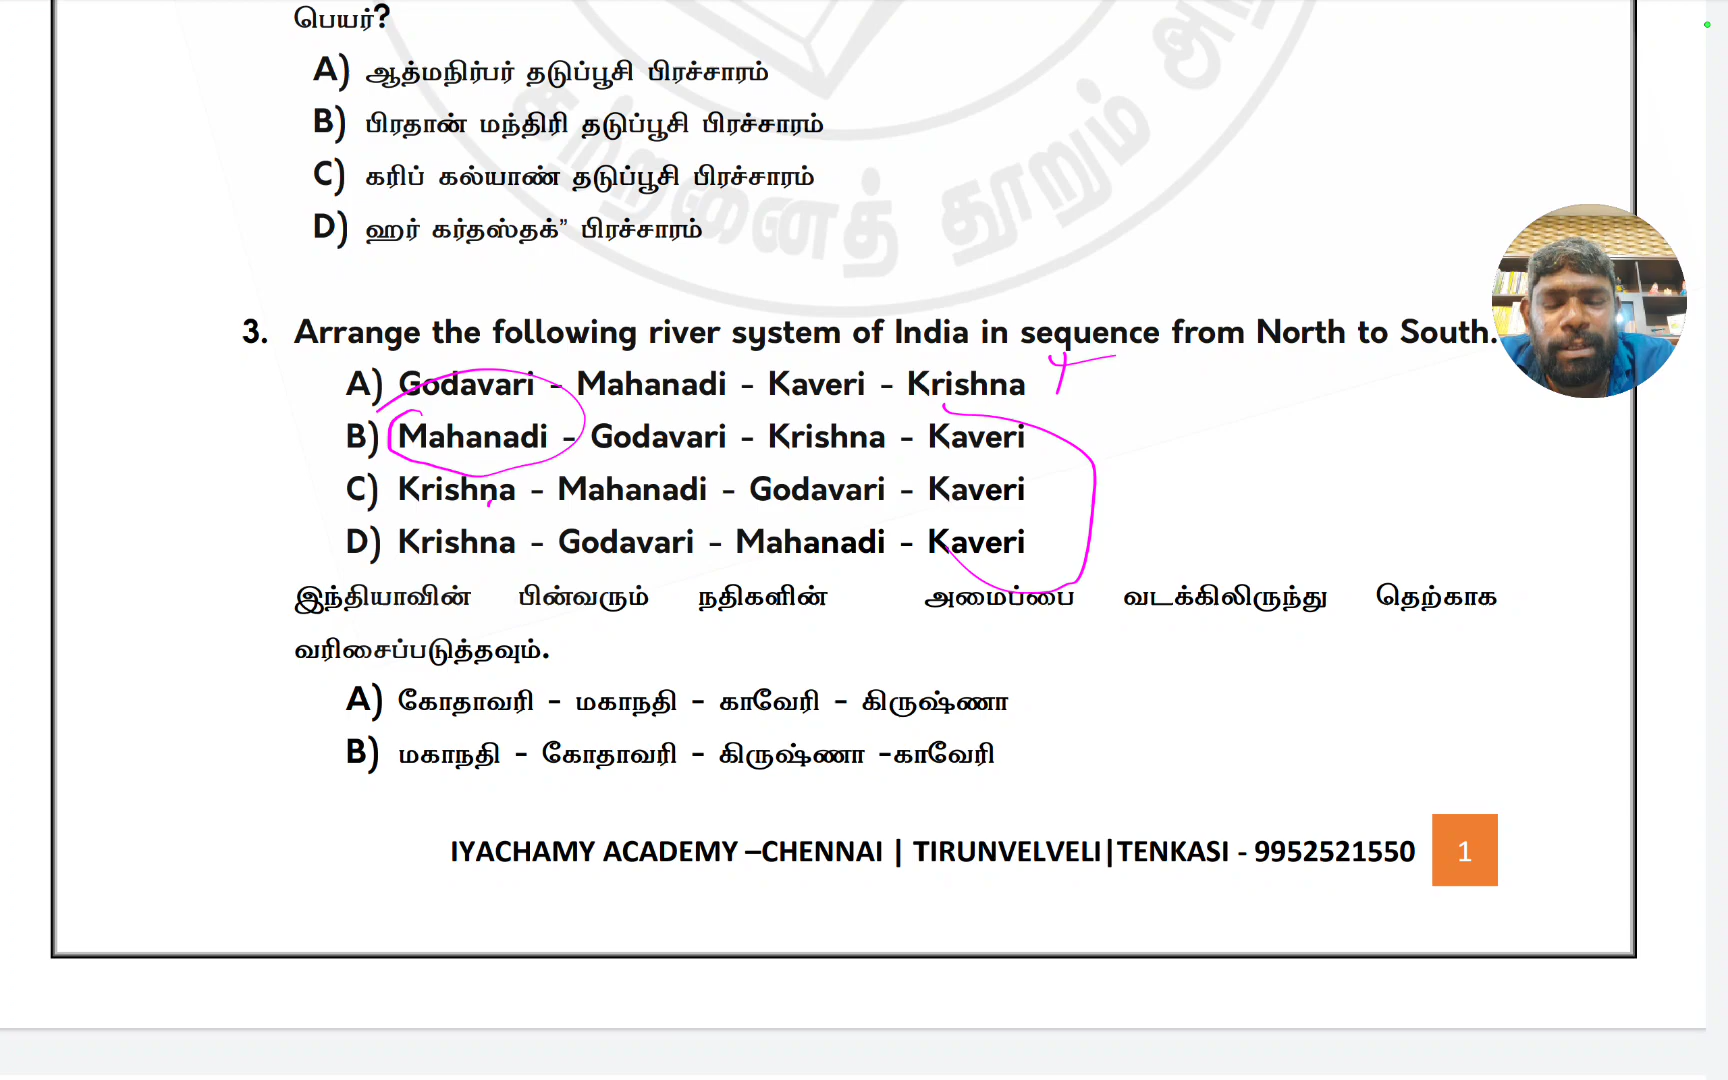 பெயர்?
A) ஆத்மநிர்பர் தடுப்பூசி பிரச்சாரம்
B) பிரதான் மந்திரி தடுப்பூசி பிரச்சாரம்
C) கரிப் கல்யாண் தடுப்பூசி பிரச்சாரம்
D) ஹர் கர்தஸ்தக்” பிரச்சாரம்
கற்றனைத் தூறும்
3. Arrange the following river system of India in sequence from North to South.
A) Godavari - Mahanadi - Kaveri - Krishna
B) Mahanadi - Godavari - Krishna - Kaveri
C) Krishna - Mahanadi - Godavari - Kaveri
D) Krishna - Godavari - Mahanadi - Kaveri
இந்தியாவின் பின்வரும் நதிகளின் அமைப்பை வடக்கிலிருந்து தெற்காக
வரிசைப்படுத்தவும்.
A) கோதாவரி - மகாநதி - காவேரி - கிருஷ்ணா
B) மகாநதி - கோதாவரி - கிருஷ்ணா -காவேரி
IYACHAMY ACADEMY –CHENNAI | TIRUNVELVELI|TENKASI - 9952521550 1